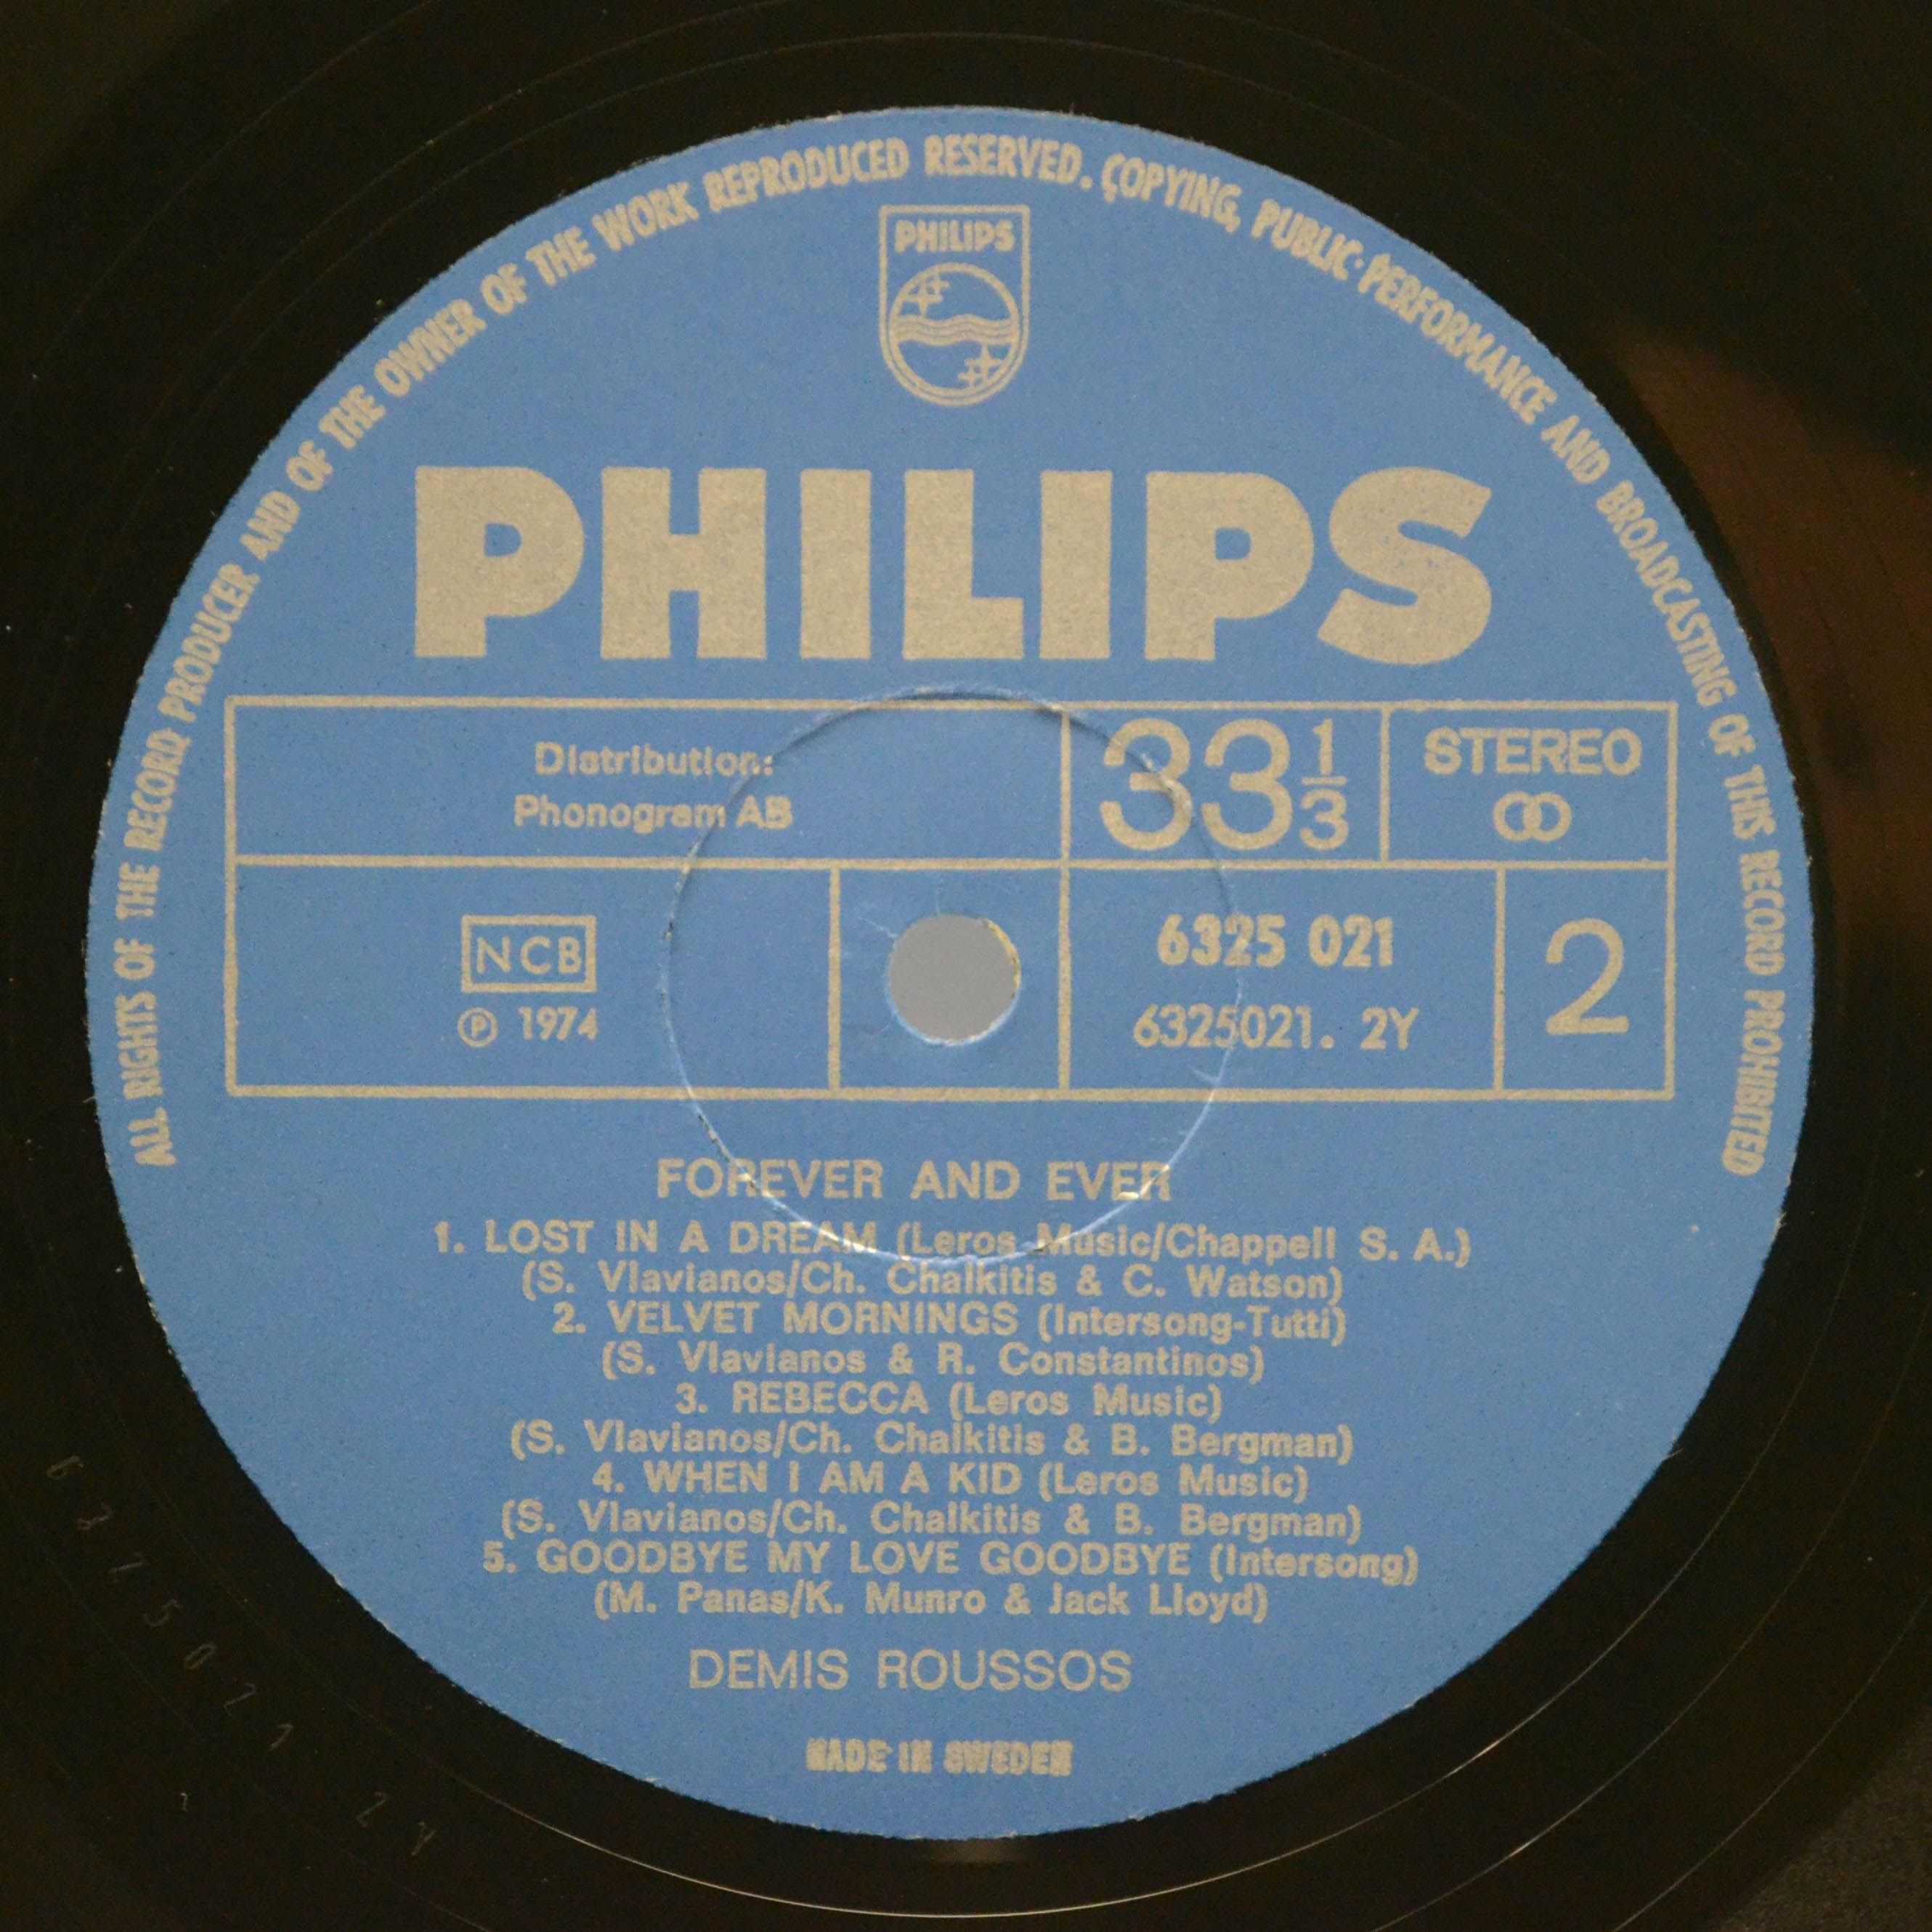 ALL RIGHTS OF THE RECORD PRODUCER AND OF THE OWNER OF THE WORK REPRODUCED RESERVED. COPYING, PUBLIC PERFORMANCE AND BROADCASTING OF THIS RECORD PROHIBITED
PHILIPS
PHILIPS
Distribution:
Phonogram AB
33 1/3
STEREO
NCB
℗ 1974
6325 021
6325021. 2Y
2
FOREVER AND EVER
1. LOST IN A DREAM (Leros Music/Chappell S. A.)
(S. Vlavianos/Ch. Chalkitis & C. Watson)
2. VELVET MORNINGS (Intersong-Tutti)
(S. Vlavianos & R. Constantinos)
3. REBECCA (Leros Music)
(S. Vlavianos/Ch. Chalkitis & B. Bergman)
4. WHEN I AM A KID (Leros Music)
(S. Vlavianos/Ch. Chalkitis & B. Bergman)
5. GOODBYE MY LOVE GOODBYE (Intersong)
(M. Panas/K. Munro & Jack Lloyd)
DEMIS ROUSSOS
MADE IN SWEDEN